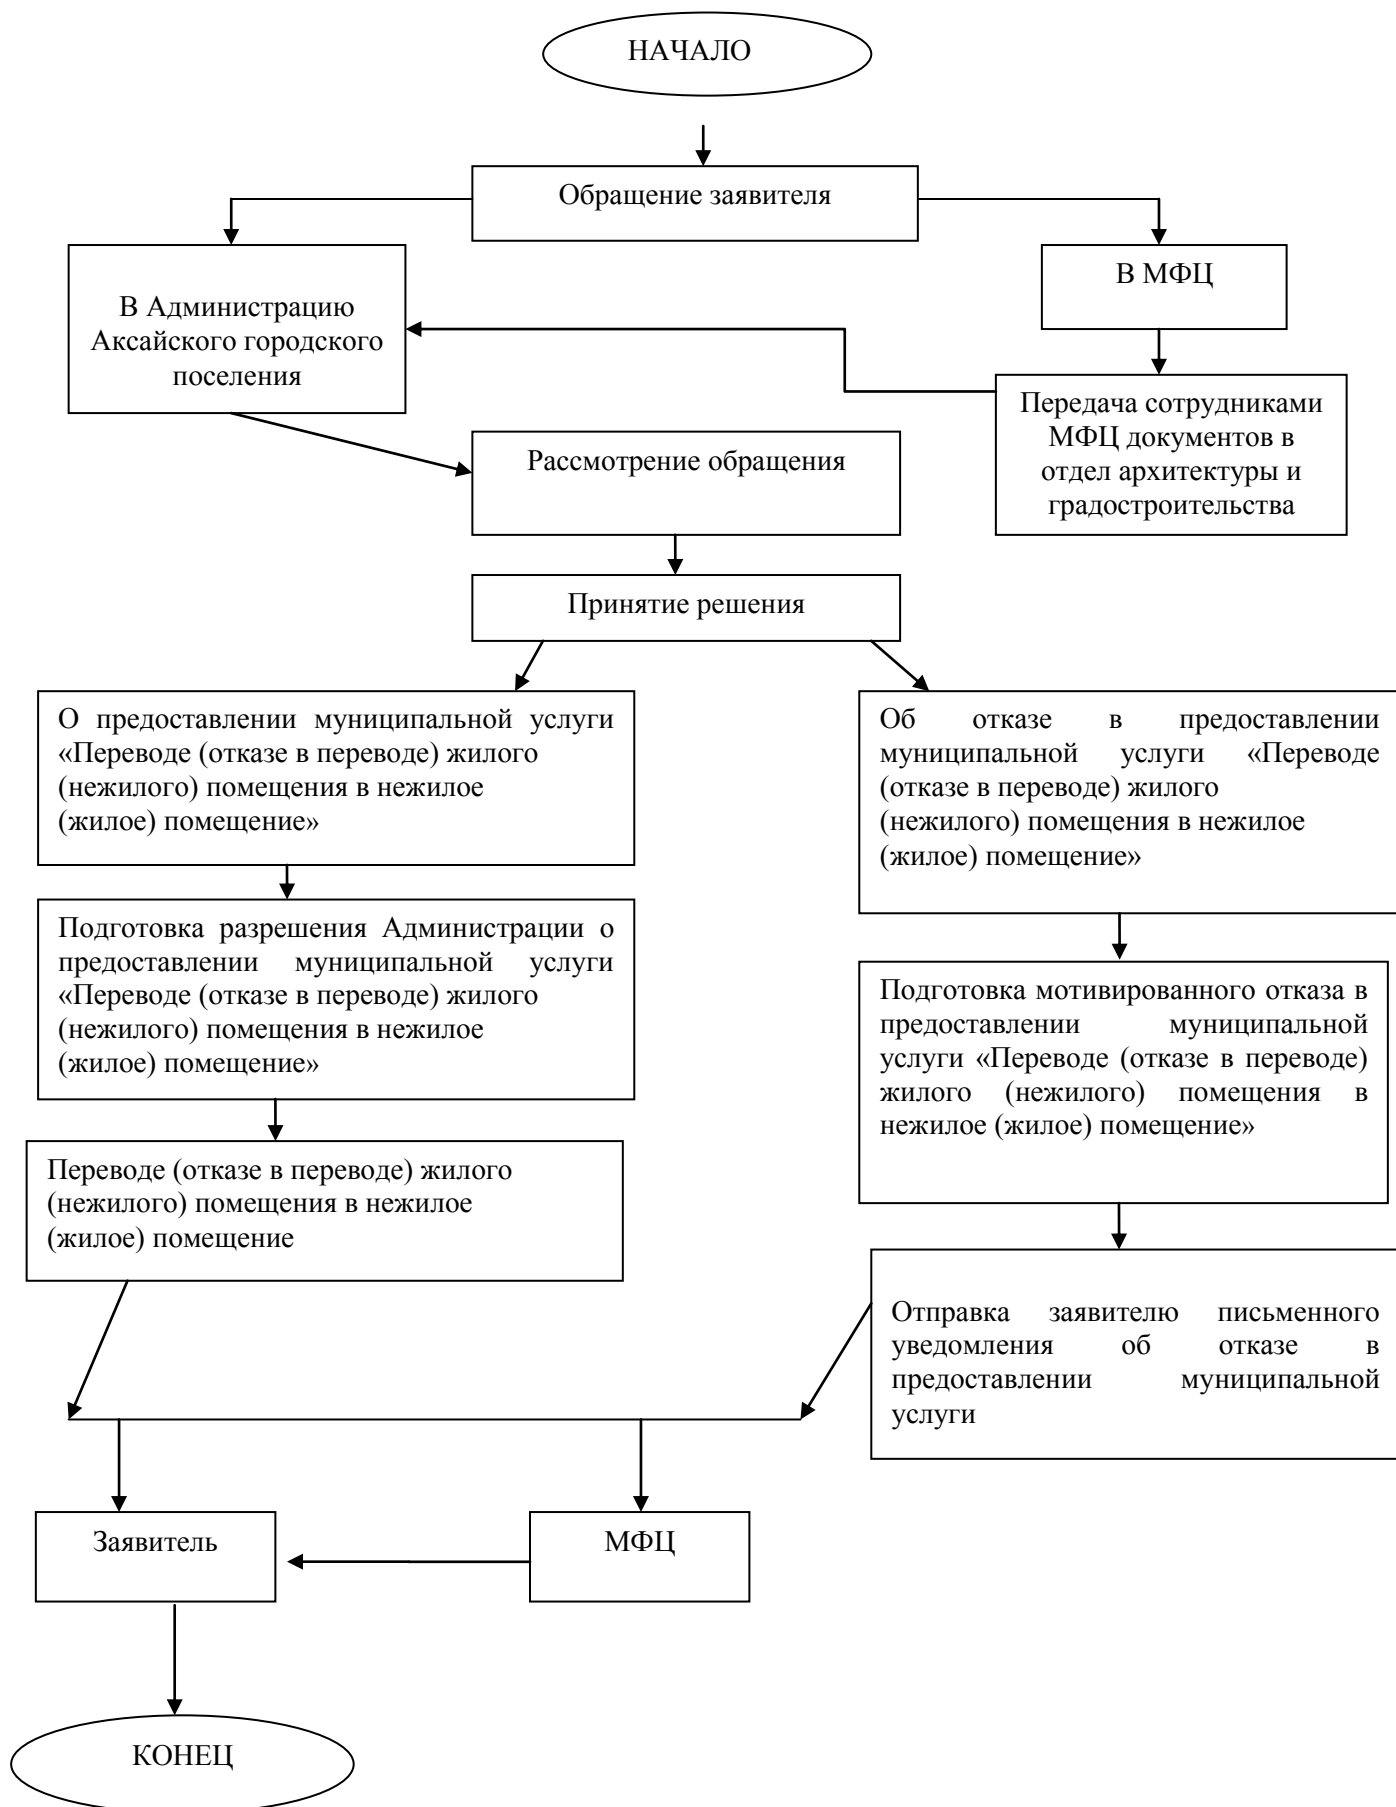 НАЧАЛО
Обращение заявителя
В Администрацию
Аксайского городского
поселения
В МФЦ
Передача сотрудниками
МФЦ документов в
отдел архитектуры и
градостроительства
Рассмотрение обращения
Принятие решения
О предоставлении муниципальной услуги
«Переводе (отказе в переводе) жилого
(нежилого) помещения в нежилое
(жилое) помещение»
Об отказе в предоставлении
муниципальной услуги «Переводе
(отказе в переводе) жилого
(нежилого) помещения в нежилое
(жилое) помещение»
Подготовка разрешения Администрации о
предоставлении муниципальной услуги
«Переводе (отказе в переводе) жилого
(нежилого) помещения в нежилое
(жилое) помещение»
Подготовка мотивированного отказа в
предоставлении муниципальной
услуги «Переводе (отказе в переводе)
жилого (нежилого) помещения в
нежилое (жилое) помещение»
Переводе (отказе в переводе) жилого
(нежилого) помещения в нежилое
(жилое) помещение
Отправка заявителю письменного
уведомления об отказе в
предоставлении муниципальной
услуги
Заявитель
МФЦ
КОНЕЦ